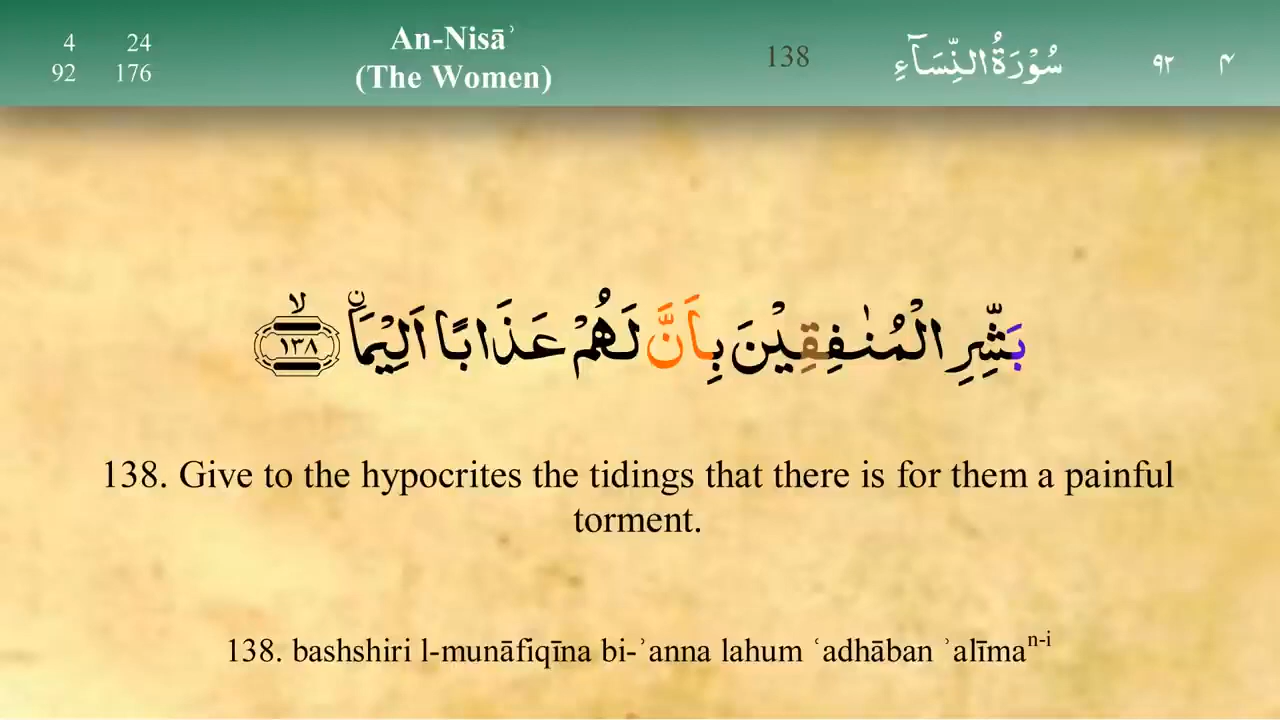 4 24
92 176
An-Nisāʾ
(The Women)
138
سُوْرَةُ النِّسَآءِ
٩٢ ٤
بَشِّرِ الْمُنٰفِقِيْنَ بِاَنَّ لَهُمْ عَذَابًا اَلِيْمَاۙ ۨ ١٣٨
138. Give to the hypocrites the tidings that there is for them a painful
torment.
138. bashshiri l-munāfiqīna bi-ʾanna lahum ʿadhāban ʾalīmaⁿ⁻ⁱ